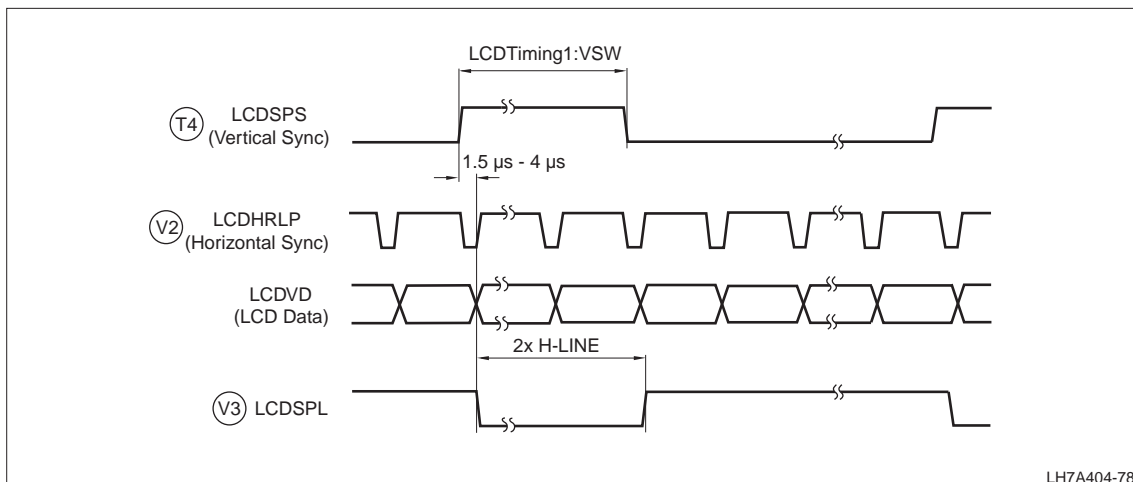 LCDTiming1:VSW
T4
LCDSPS
(Vertical Sync)
1.5 µs - 4 µs
V2
LCDHRLP
(Horizontal Sync)
LCDVD
(LCD Data)
2x H-LINE
V3 LCDSPL
LH7A404-78